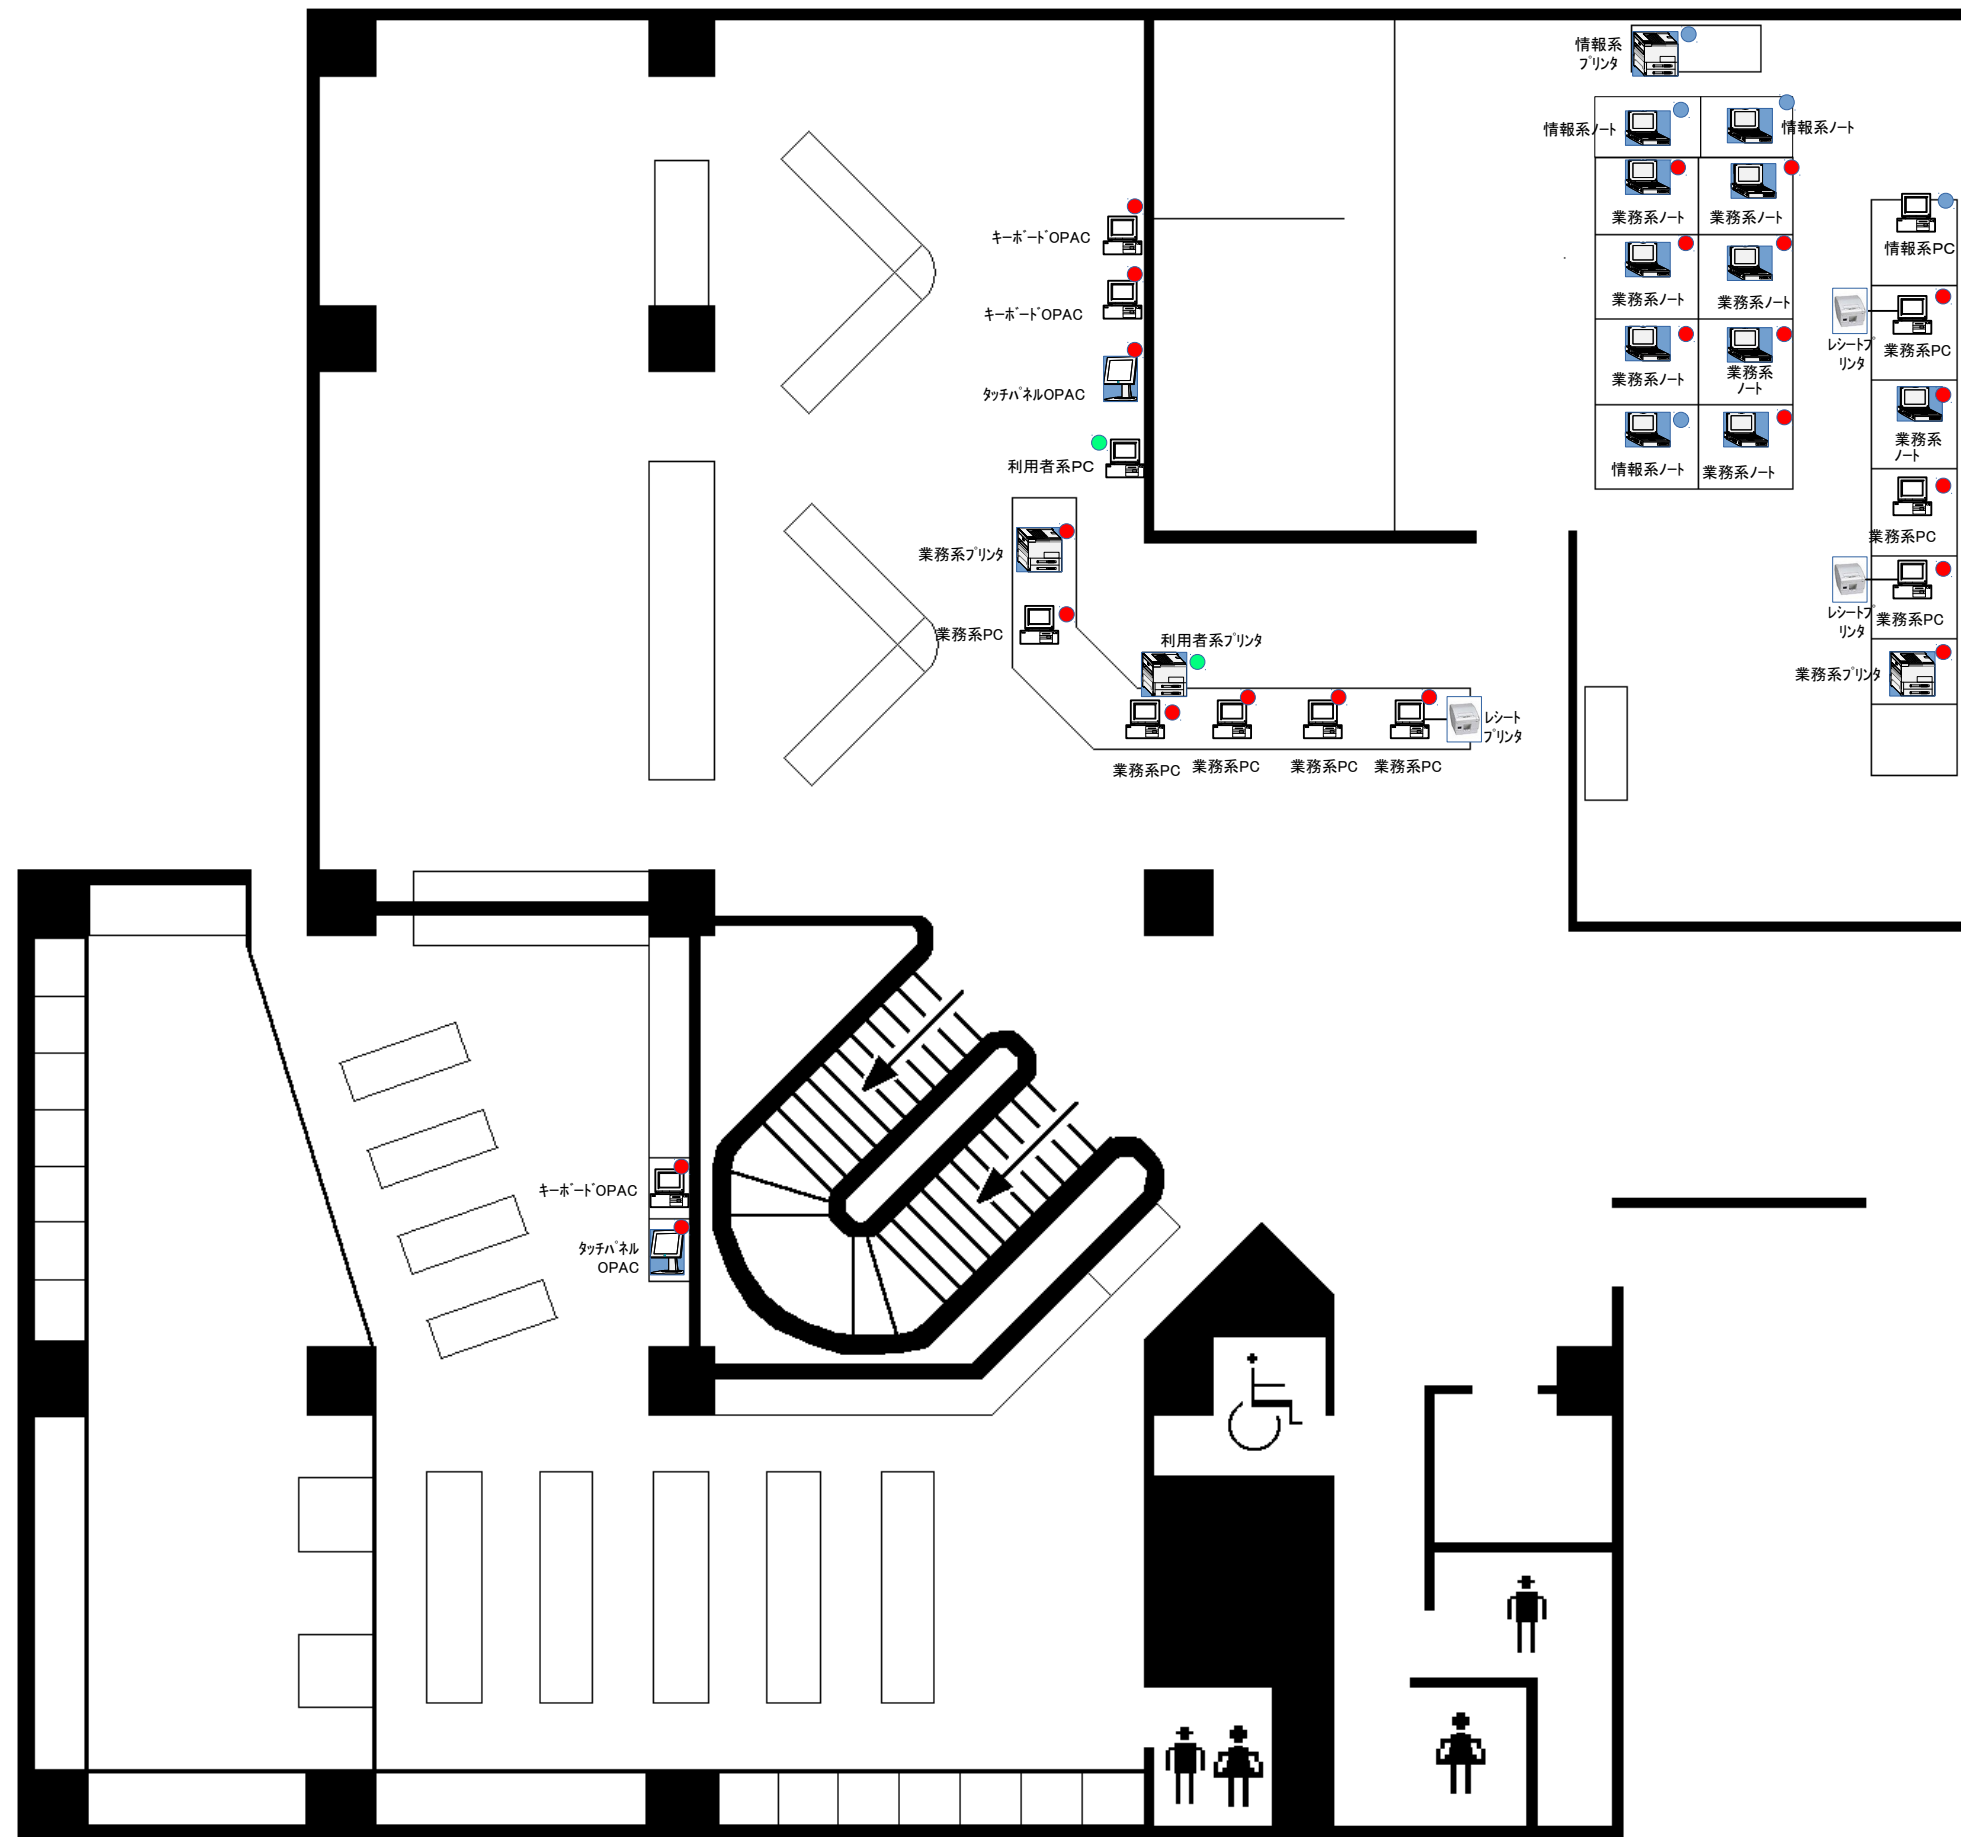 情報系
プリンタ
情報系ノート
情報系ノート
業務系ノート
業務系ノート
キーボードOPAC
情報系PC
業務系ノート
業務系ノート
キーボードOPAC
レシートプ
リンタ
業務系PC
業務系ノート
業務系
ノート
タッチパネルOPAC
業務系
ノート
利用者系PC
情報系ノート
業務系ノート
業務系プリンタ
業務系PC
レシートプ
リンタ
業務系PC
業務系PC
利用者系プリンタ
業務系プリンタ
レシート
プリンタ
業務系PC
業務系PC
業務系PC
業務系PC
キーボードOPAC
タッチパネル
OPAC